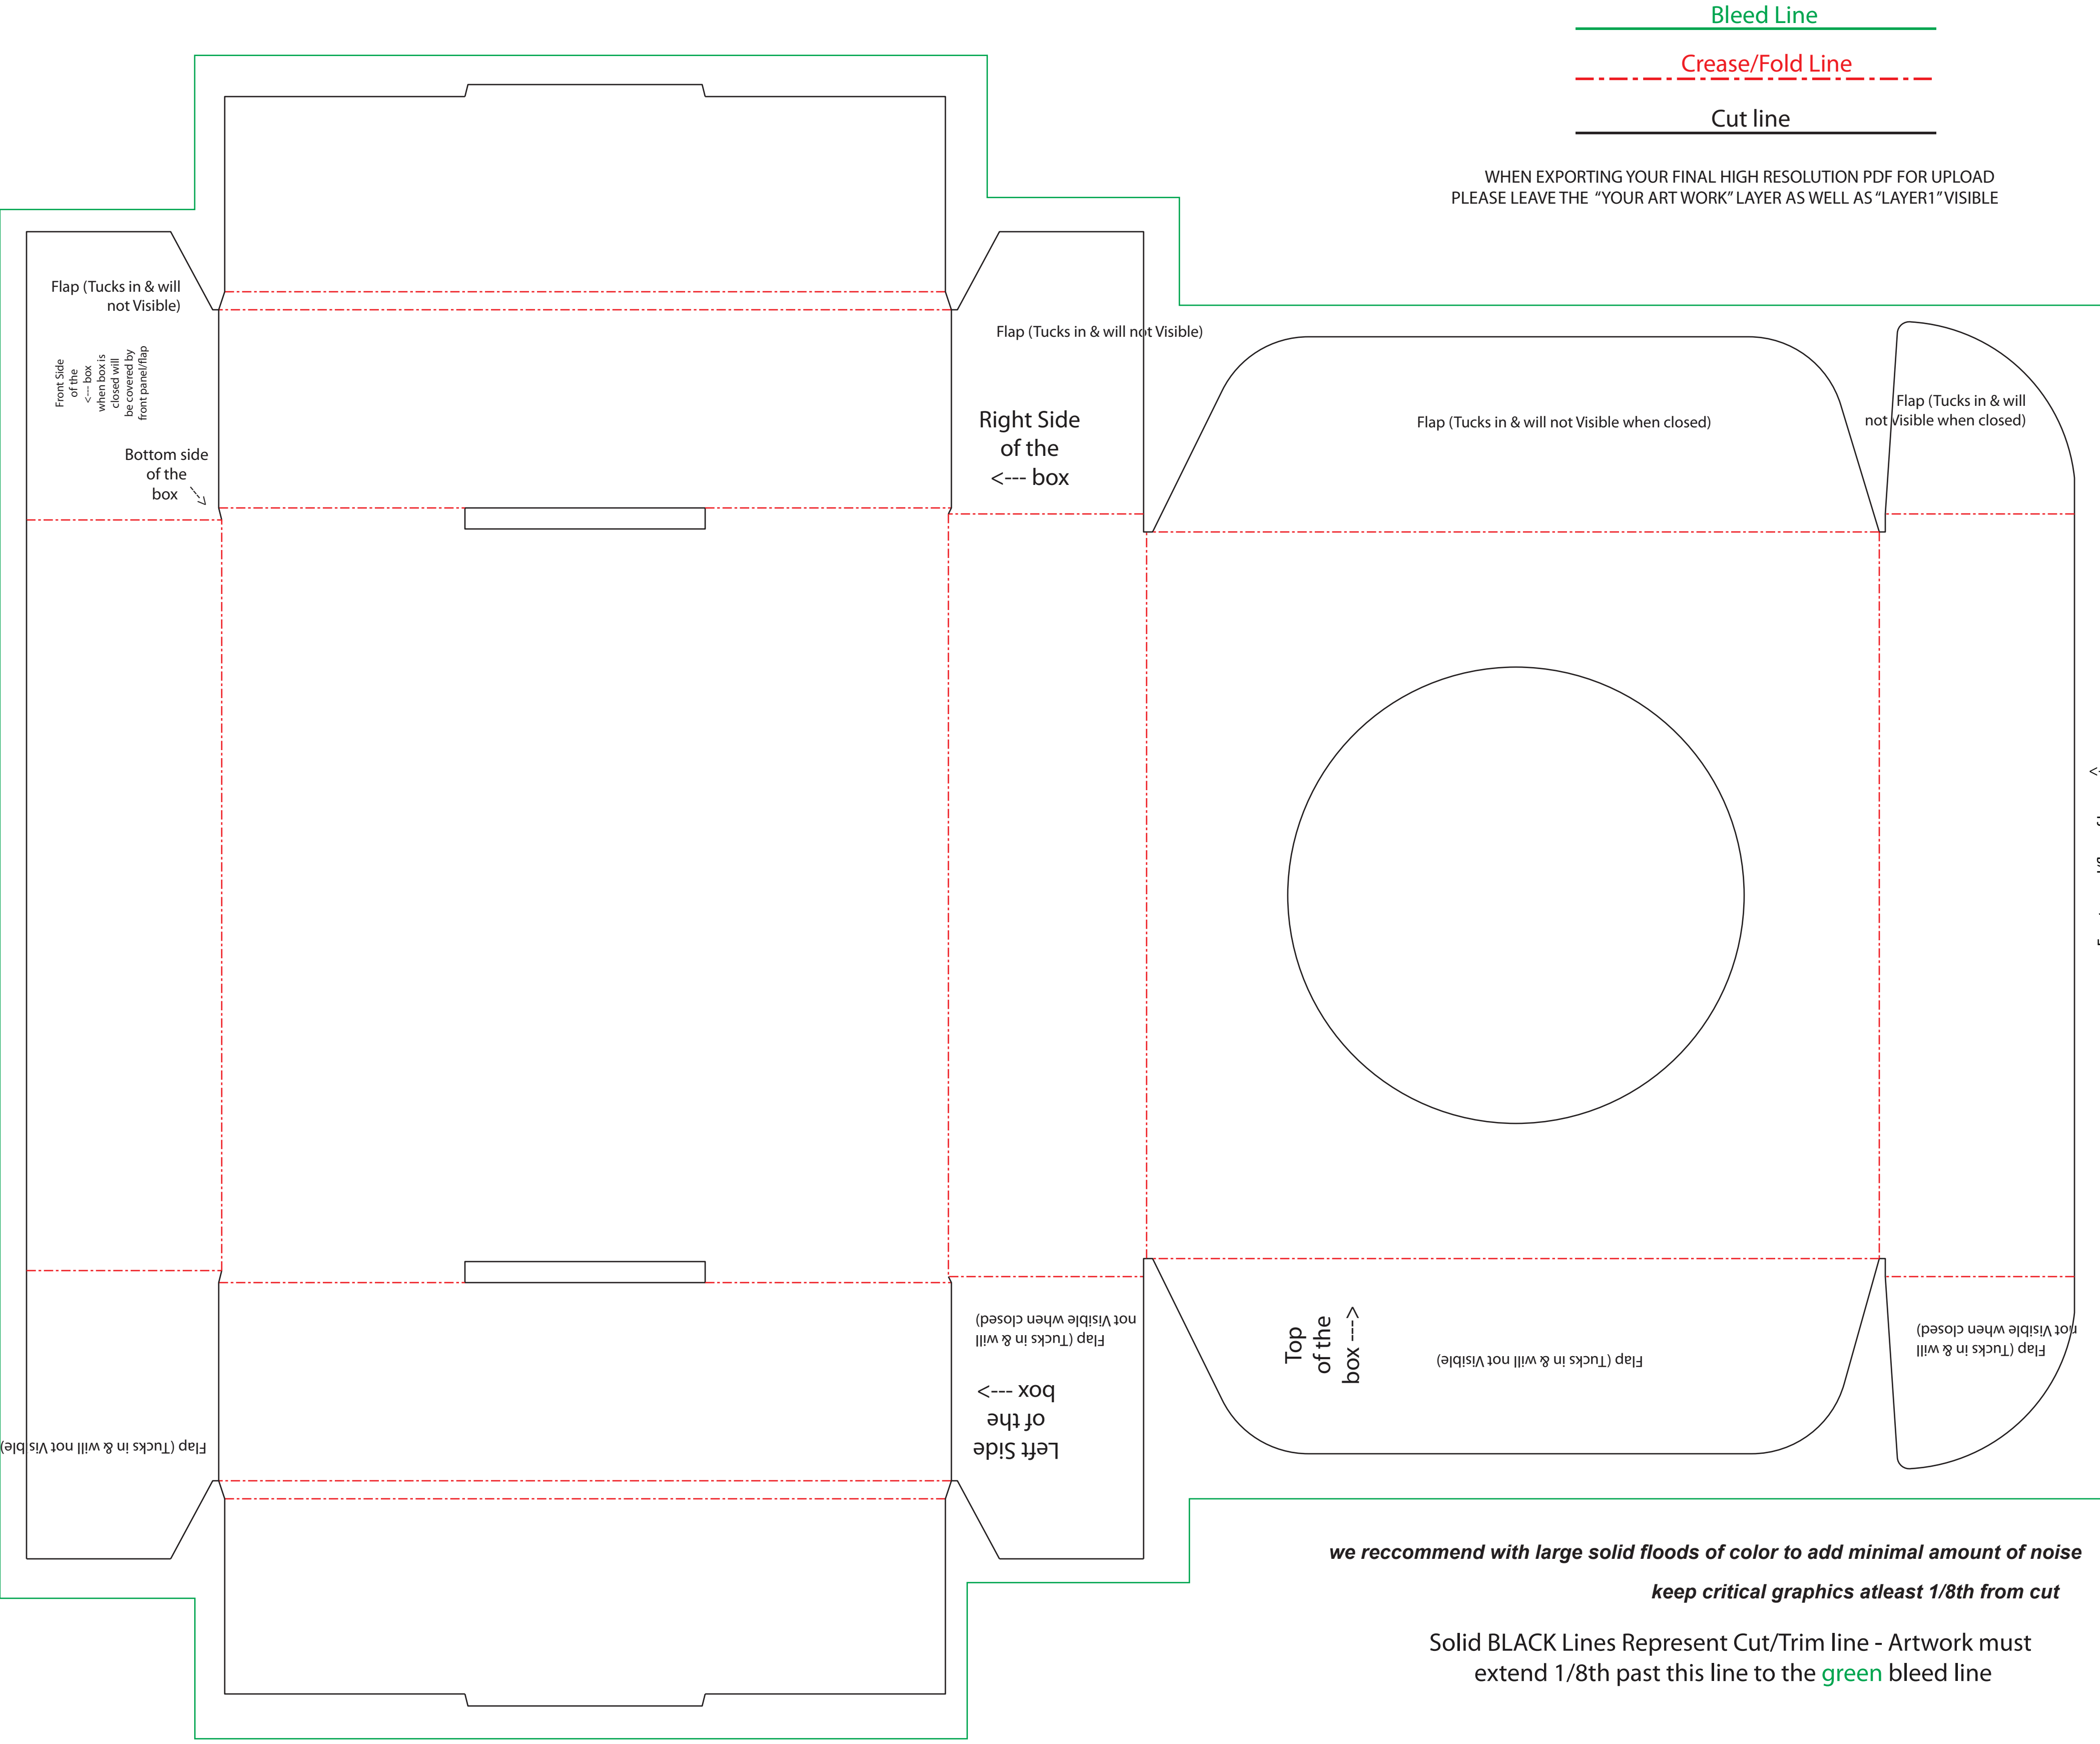 Bleed Line
Crease/Fold Line
Cut line
WHEN EXPORTING YOUR FINAL HIGH RESOLUTION PDF FOR UPLOAD
PLEASE LEAVE THE “YOUR ART WORK” LAYER AS WELL AS “LAYER1” VISIBLE
Flap (Tucks in & will
not Visible)
Front Side
of the
<--- box
when box is
closed will
be covered by
front panel/flap
Bottom side
of the
box
Flap (Tucks in & will not Visible)
Right Side
of the
<--- box
Flap (Tucks in & will not Visible when closed)
Flap (Tucks in & will
not Visible when closed)
Flap (Tucks in & will not Visible)
Flap (Tucks in & will
not Visible when closed)
Left Side
of the
box --->
Top
of the
box ---->
Flap (Tucks in & will not Visible)
Flap (Tucks in & will
not Visible when closed)
we reccommend with large solid floods of color to add minimal amount of noise
keep critical graphics atleast 1/8th from cut
Solid BLACK Lines Represent Cut/Trim line - Artwork must
extend 1/8th past this line to the green bleed line